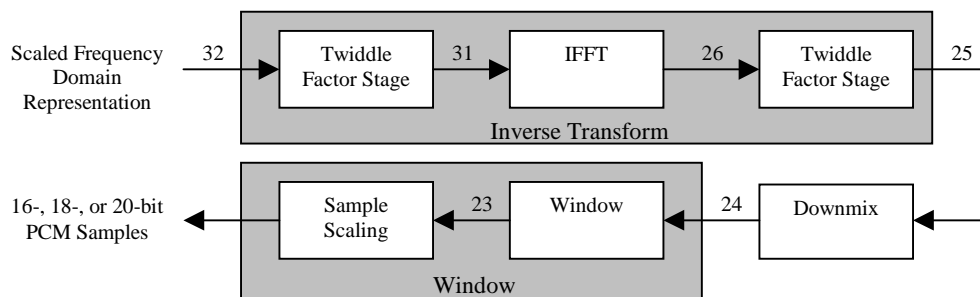 Scaled Frequency
Domain
Representation
32
Twiddle
Factor Stage
31
IFFT
26
Twiddle
Factor Stage
25
Inverse Transform
16-, 18-, or 20-bit
PCM Samples
Sample
Scaling
23
Window
24
Downmix
Window